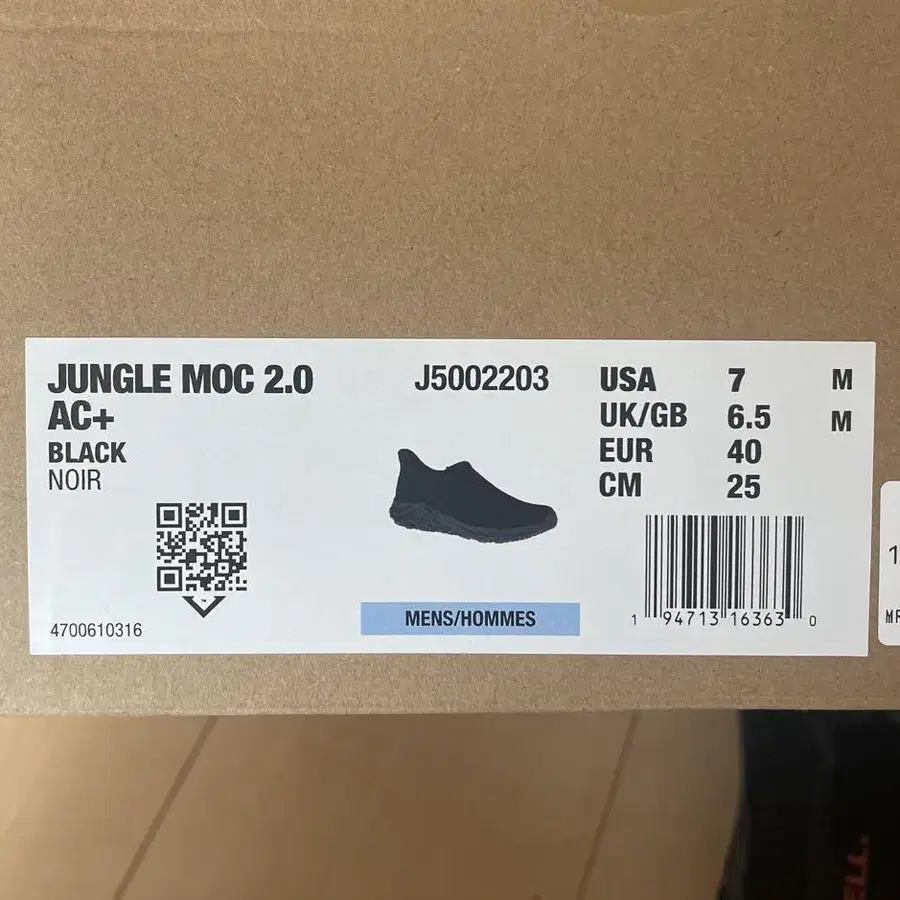 JUNGLE MOC 2.0
AC+
BLACK
NOIR
4700610316
J5002203
MENS/HOMMES
USA 7 M
UK/GB 6.5 M
EUR 40
CM 25
1 94713 16363 0
ELL.